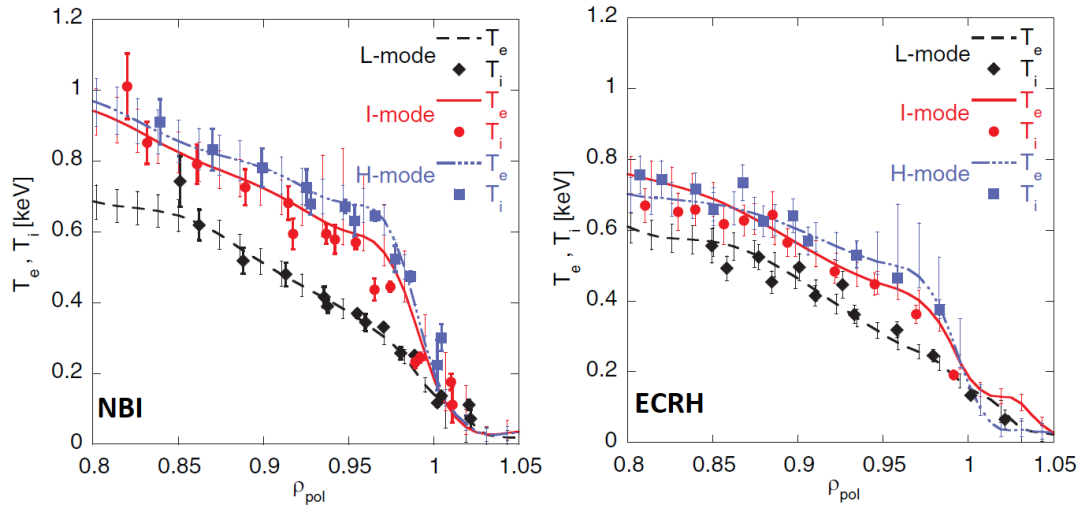 1.2
1
0.8
0.6
0.4
0.2
0
T_e , T_i [keV]
L-mode
T_e
T_i
I-mode
T_e
T_i
H-mode
T_e
T_i
NBI
0.8 0.85 0.9 0.95 1 1.05
ρ_pol
1.2
1
0.8
0.6
0.4
0.2
0
T_e , T_i [keV]
L-mode
T_e
T_i
I-mode
T_e
T_i
H-mode
T_e
T_i
ECRH
0.8 0.85 0.9 0.95 1 1.05
ρ_pol